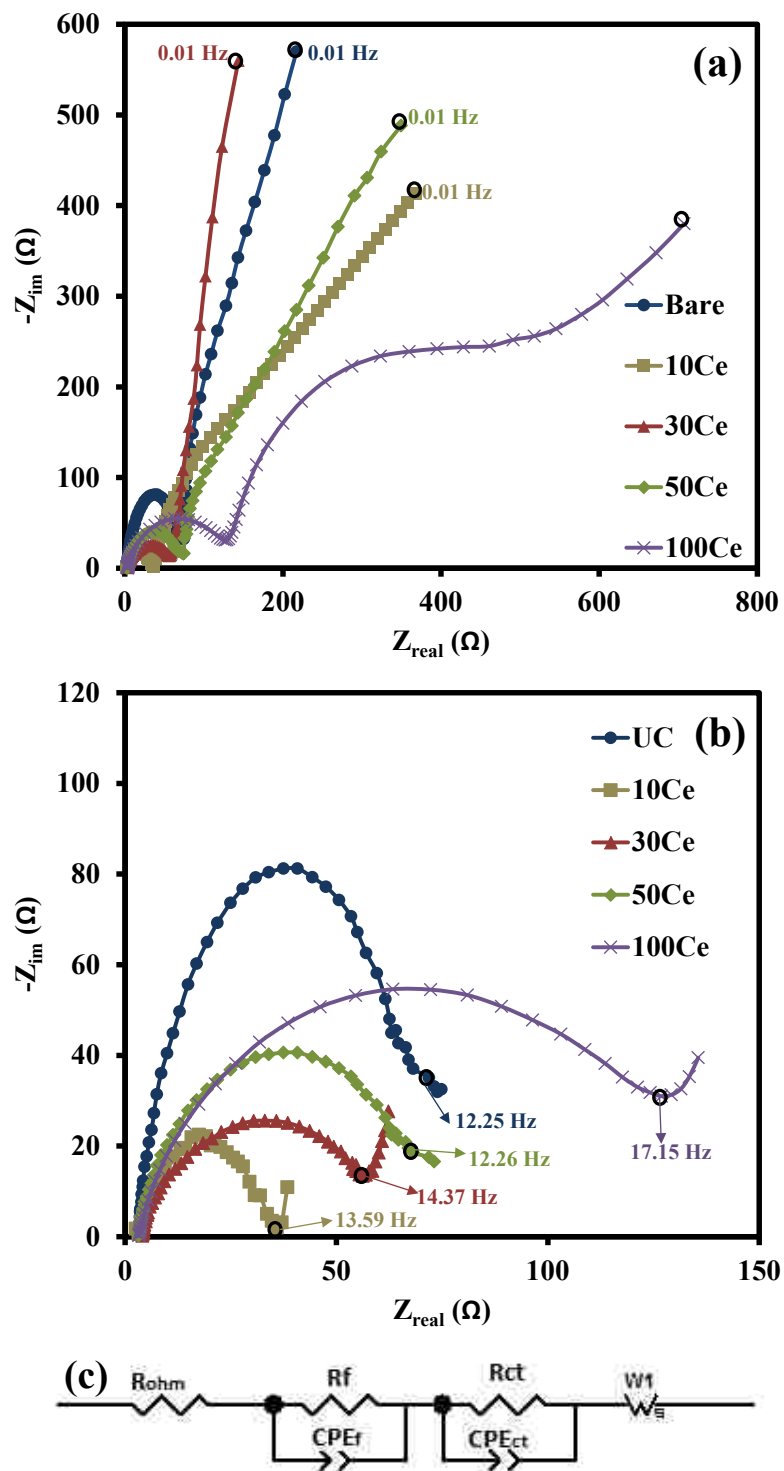 (a)
-600
-500
-400
-300
-200
-100
0
0 200 400 600 800
-Zim (Ω)
Zreal (Ω)
0.01 Hz
0.01 Hz
0.01 Hz
0.01 Hz
Bare
10Ce
30Ce
50Ce
100Ce
(b)
120
100
80
60
40
20
0
0 50 100 150
-Zim (Ω)
Zreal (Ω)
UC
10Ce
30Ce
50Ce
100Ce
12.25 Hz
17.15 Hz
12.26 Hz
14.37 Hz
13.59 Hz
(c)
Rohm Rf Rct W1
s
CPEf CPEct